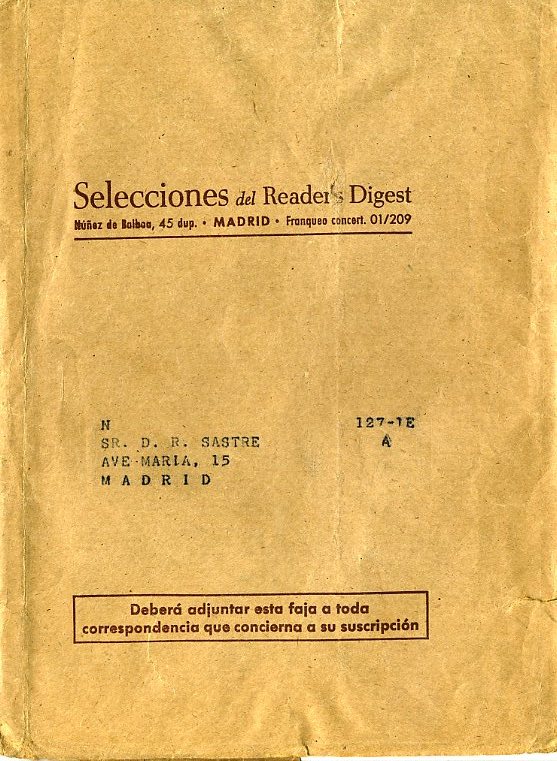 Selecciones del Reader's Digest
Núñez de Balboa, 45 dup. • MADRID • Franqueo concert. 01/209
N 127-1E
SR. D. R. SASTRE A
AVE MARIA, 15
M A D R I D
Deberá adjuntar esta faja a toda
correspondencia que concierna a su suscripción